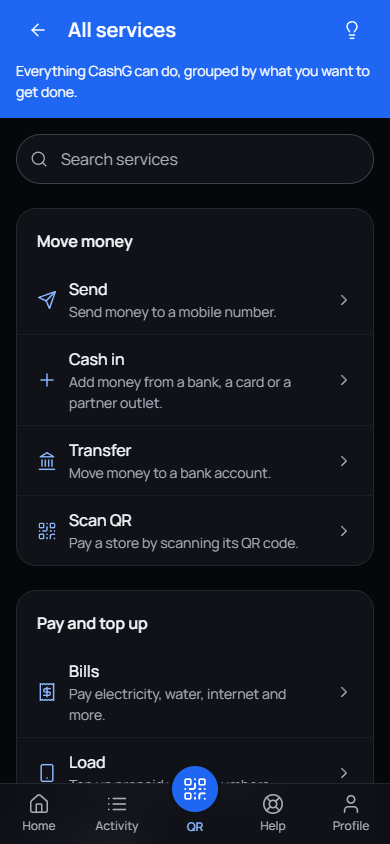 All services
Everything CashG can do, grouped by what you want to
get done.
Search services
Move money
Send
Send money to a mobile number.
Cash in
Add money from a bank, a card or a
partner outlet.
Transfer
Move money to a bank account.
Scan QR
Pay a store by scanning its QR code.
Pay and top up
Bills
Pay electricity, water, internet and
more.
Load
Home
Activity
QR
Help
Profile